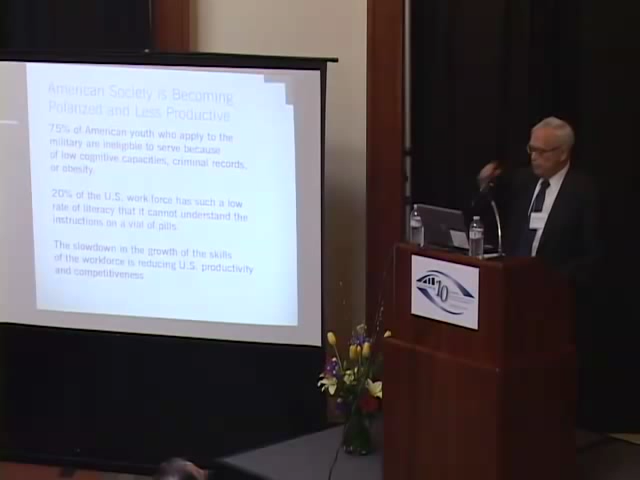 American Society is Becoming
Polarized and Less Productive
75% of American youth who apply to the
military are ineligible to serve because
of low cognitive capacities, criminal records,
or obesity.
20% of the U.S. work force has such a low
rate of literacy that it cannot understand the
instructions on a vial of pills.
The slowdown in the growth of the skills
of the workforce is reducing U.S. productivity
and competitiveness
10